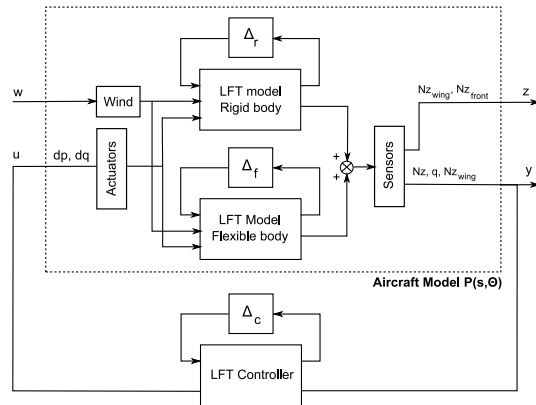 Δr
LFT model
Rigid body
w
Wind
u
dp, dq
Actuators
Δf
LFT Model
Flexible body
+
+
Sensors
Nzwing, Nzfront
z
Nz, q, Nzwing
y
Aircraft Model P(s,Θ)
Δc
LFT Controller